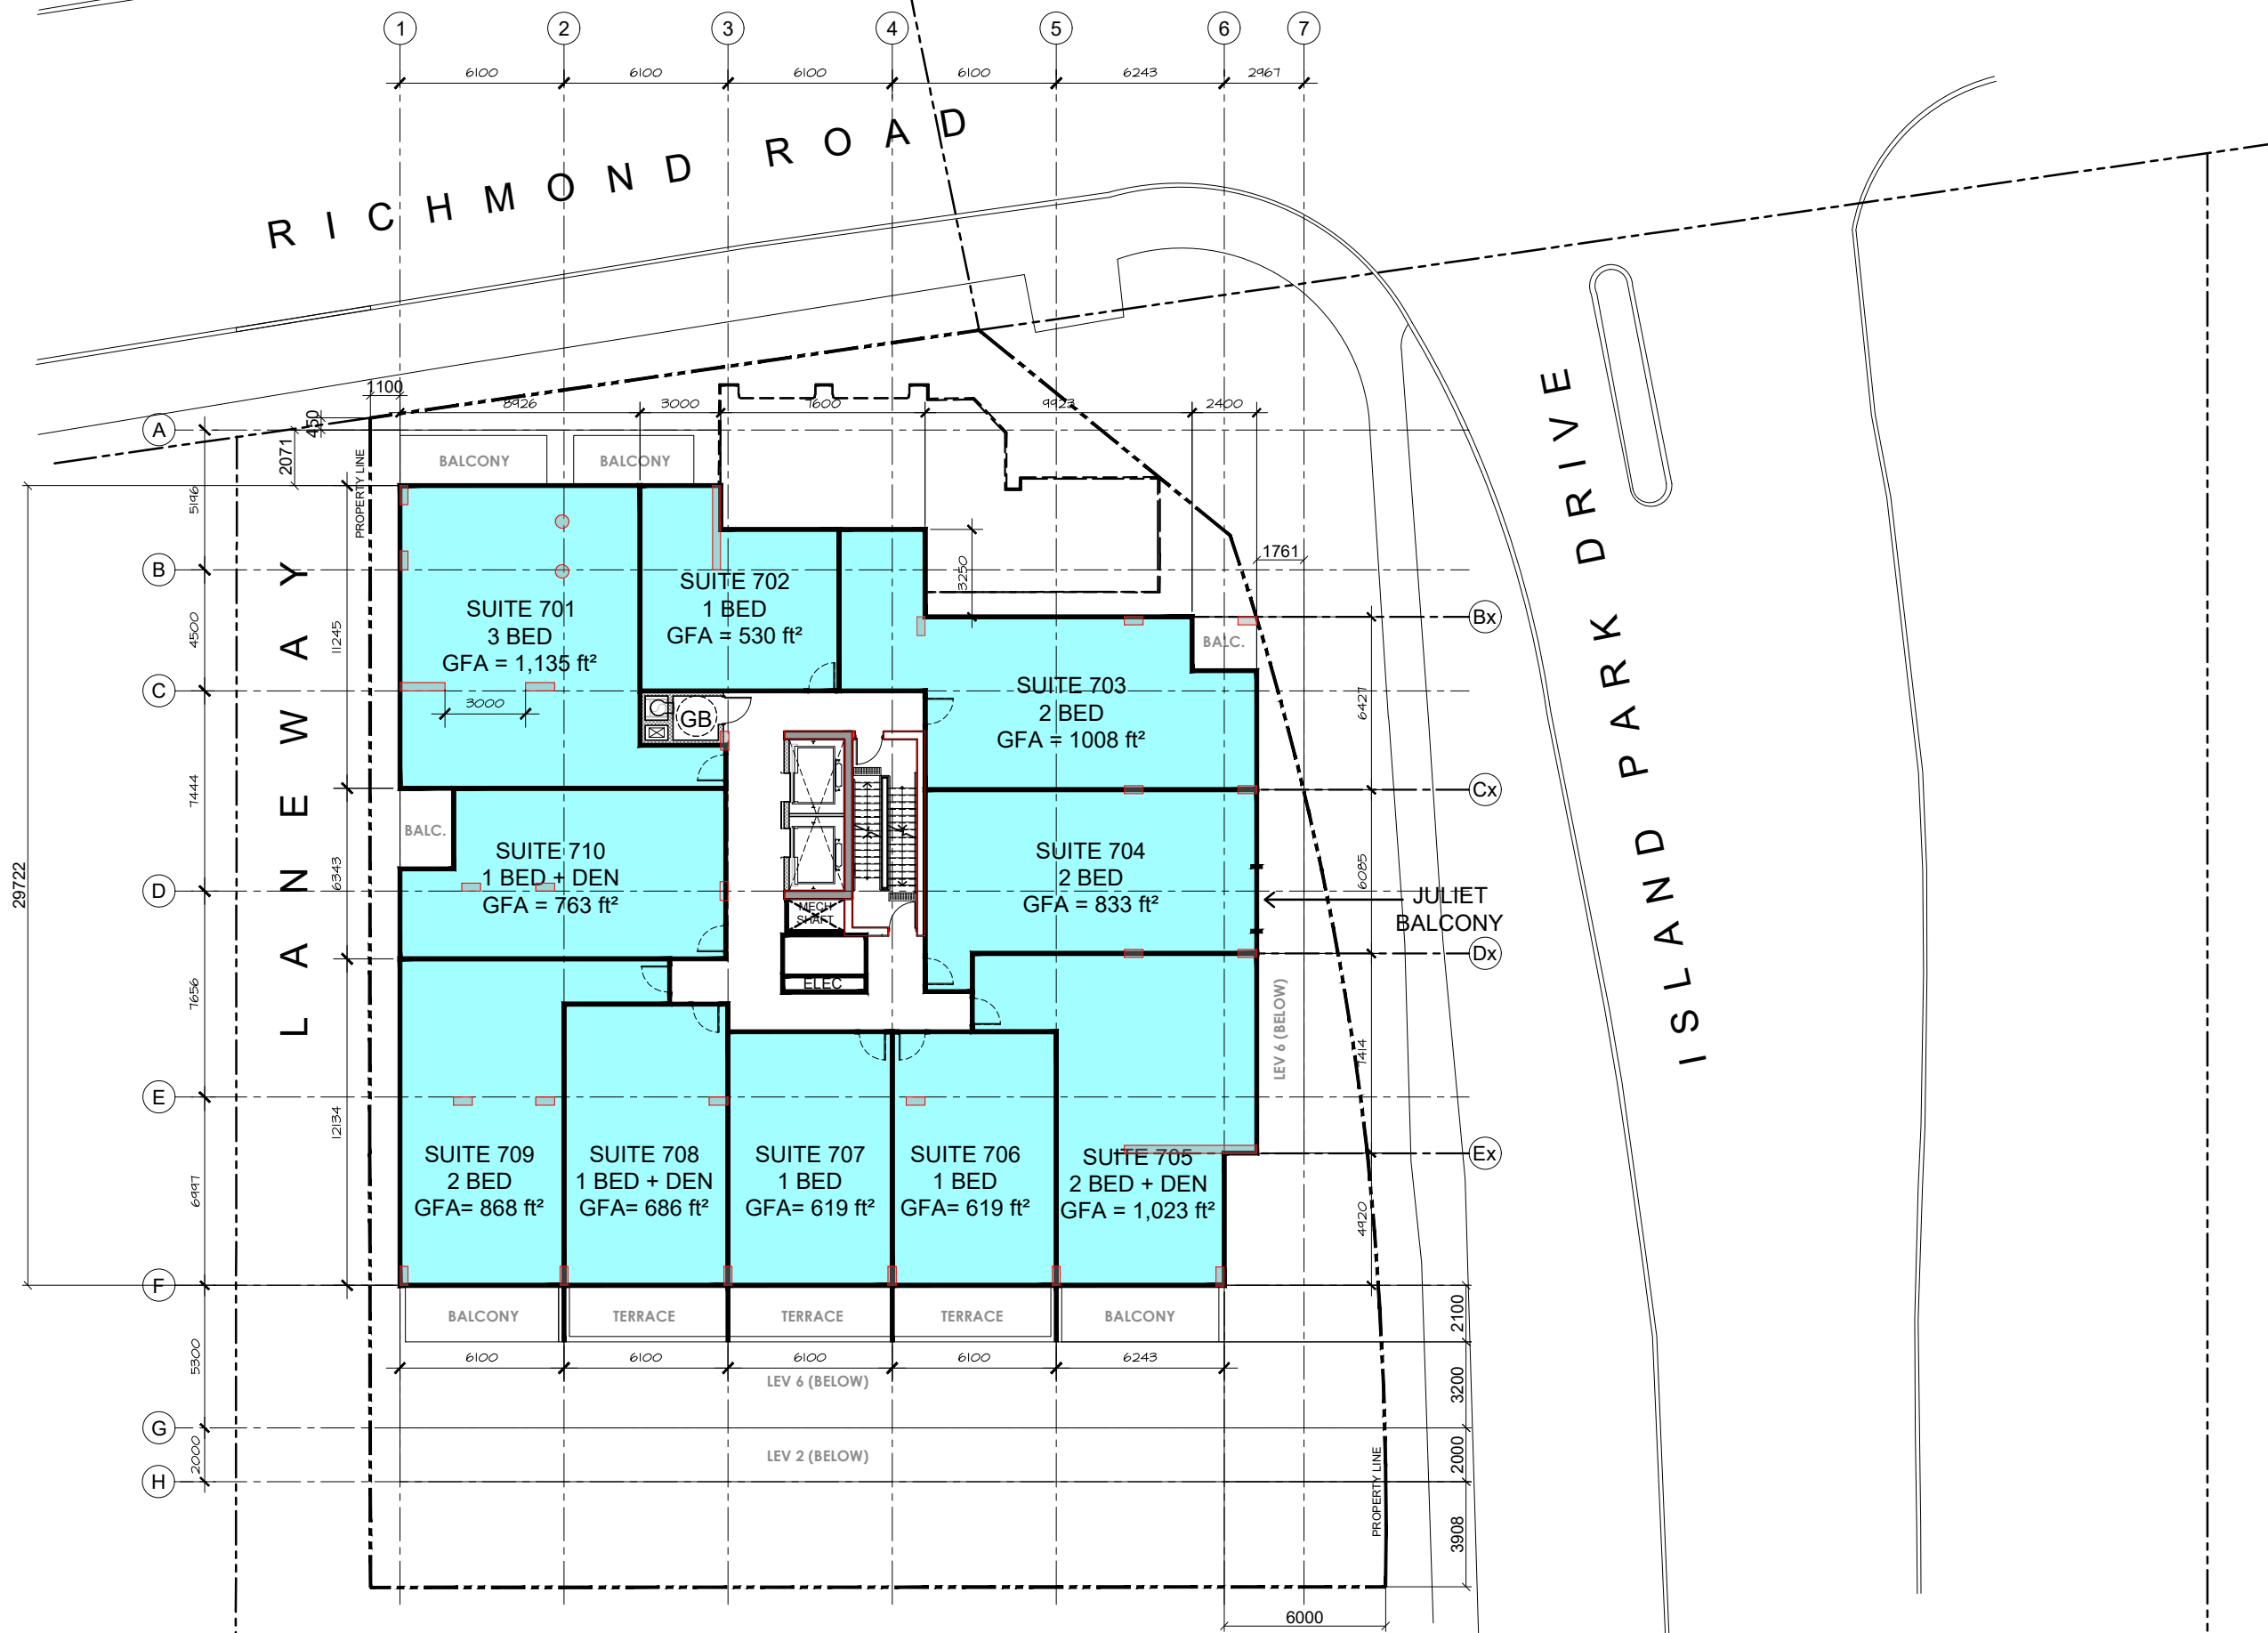 1 2 3 4 5 6 7
6100 6100 6100 6100 6243 2967
RICHMOND ROAD
1100
8926 3000 7600 9923 2400
450
2071
A
5196
BALCONY BALCONY
PROPERTY LINE
B
4500
11245
SUITE 701
3 BED
GFA = 1,135 ft²
SUITE 702
1 BED
GFA = 530 ft²
3250
1761
Bx
BALC.
C
3000
GB
SUITE 703
2 BED
GFA = 1008 ft²
6427
7444
Cx
LANEWAY
ISLAND PARK DRIVE
29722
BALC.
6343
SUITE 710
1 BED + DEN
GFA = 763 ft²
D
MECH
SHAFT
ELEC
SUITE 704
2 BED
GFA = 833 ft²
6085
JULIET
BALCONY
Dx
7656
LEV 6 (BELOW)
7414
E
12134
6997
SUITE 709
2 BED
GFA= 868 ft²
SUITE 708
1 BED + DEN
GFA= 686 ft²
SUITE 707
1 BED
GFA= 619 ft²
SUITE 706
1 BED
GFA= 619 ft²
SUITE 705
2 BED + DEN
GFA = 1,023 ft²
Ex
4920
F
BALCONY TERRACE TERRACE TERRACE BALCONY
2100
5300
6100 6100 6100 6100 6243
LEV 6 (BELOW)
3200
G
LEV 2 (BELOW)
2000
2000
H
PROPERTY LINE
3908
6000